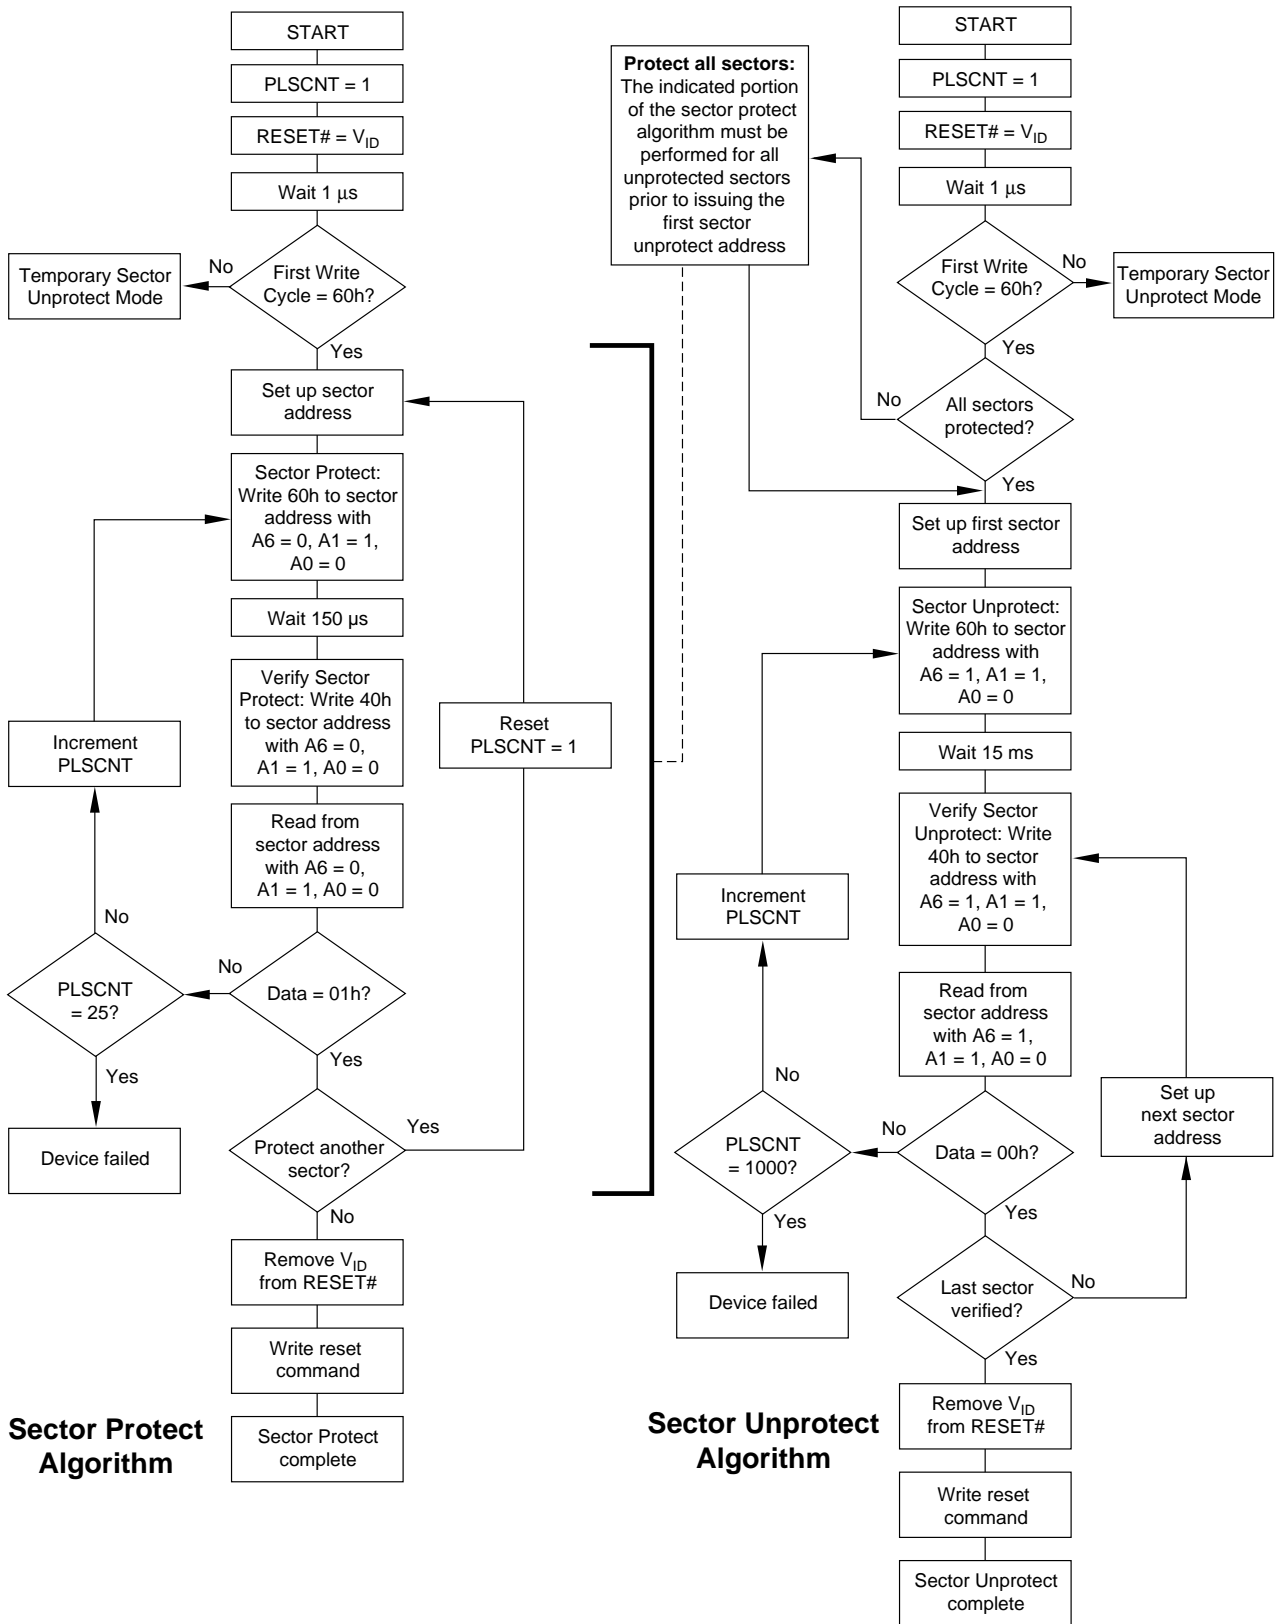 START
PLSCNT = 1
RESET# = VID
Wait 1 μs
First Write
Cycle = 60h?
No
Temporary Sector
Unprotect Mode
Yes
Set up sector
address
Sector Protect:
Write 60h to sector
address with
A6 = 0, A1 = 1,
A0 = 0
Wait 150 µs
Verify Sector
Protect: Write 40h
to sector address
with A6 = 0,
A1 = 1, A0 = 0
Read from
sector address
with A6 = 0,
A1 = 1, A0 = 0
Data = 01h?
No
PLSCNT
= 25?
No
Increment
PLSCNT
Yes
Device failed
Yes
Protect another
sector?
Yes
Reset
PLSCNT = 1
No
Remove VID
from RESET#
Write reset
command
Sector Protect
complete
Sector Protect
Algorithm
Protect all sectors:
The indicated portion
of the sector protect
algorithm must be
performed for all
unprotected sectors
prior to issuing the
first sector
unprotect address
START
PLSCNT = 1
RESET# = VID
Wait 1 μs
First Write
Cycle = 60h?
No
Temporary Sector
Unprotect Mode
Yes
All sectors
protected?
No
Yes
Set up first sector
address
Sector Unprotect:
Write 60h to sector
address with
A6 = 1, A1 = 1,
A0 = 0
Wait 15 ms
Verify Sector
Unprotect: Write
40h to sector
address with
A6 = 1, A1 = 1,
A0 = 0
Read from
sector address
with A6 = 1,
A1 = 1, A0 = 0
Data = 00h?
No
PLSCNT
= 1000?
No
Increment
PLSCNT
Yes
Device failed
Yes
Last sector
verified?
No
Set up
next sector
address
Yes
Remove VID
from RESET#
Write reset
command
Sector Unprotect
complete
Sector Unprotect
Algorithm